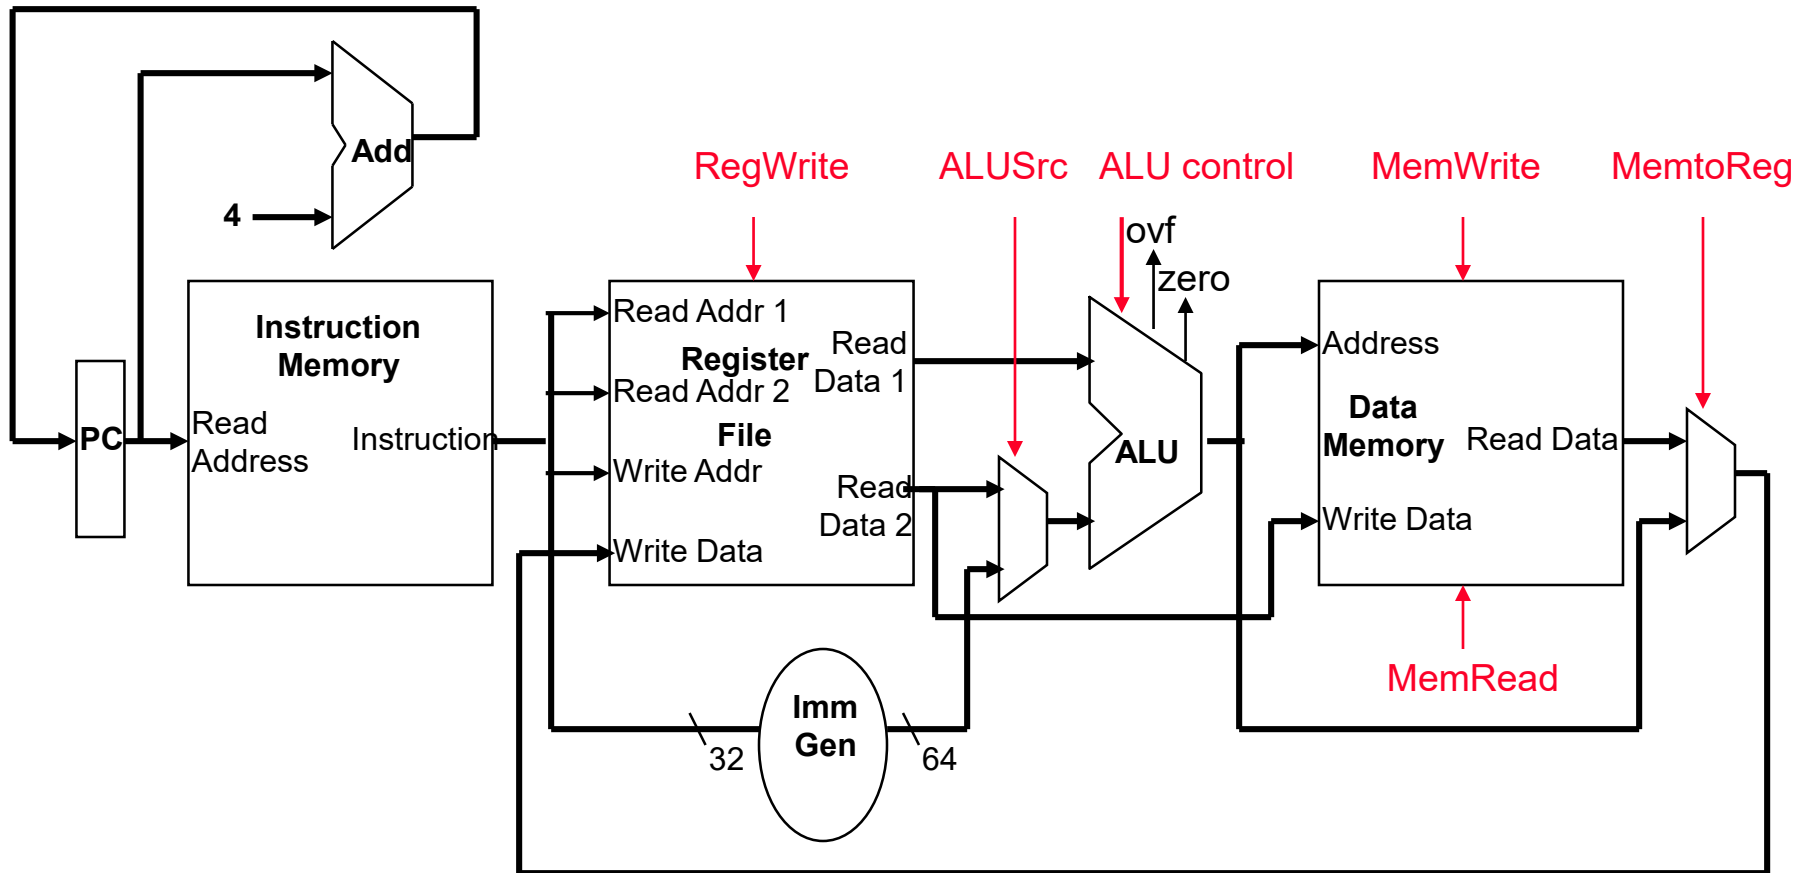 Add
4
RegWrite
ALUSrc
ALU control
MemWrite
MemtoReg
ovf
zero
Instruction
Memory
Read
Address
Instruction
PC
Read Addr 1
Register
Read Addr 2
File
Write Addr
Write Data
Read
Data 1
Read
Data 2
ALU
Address
Data
Memory
Read Data
Write Data
MemRead
Imm
Gen
32
64